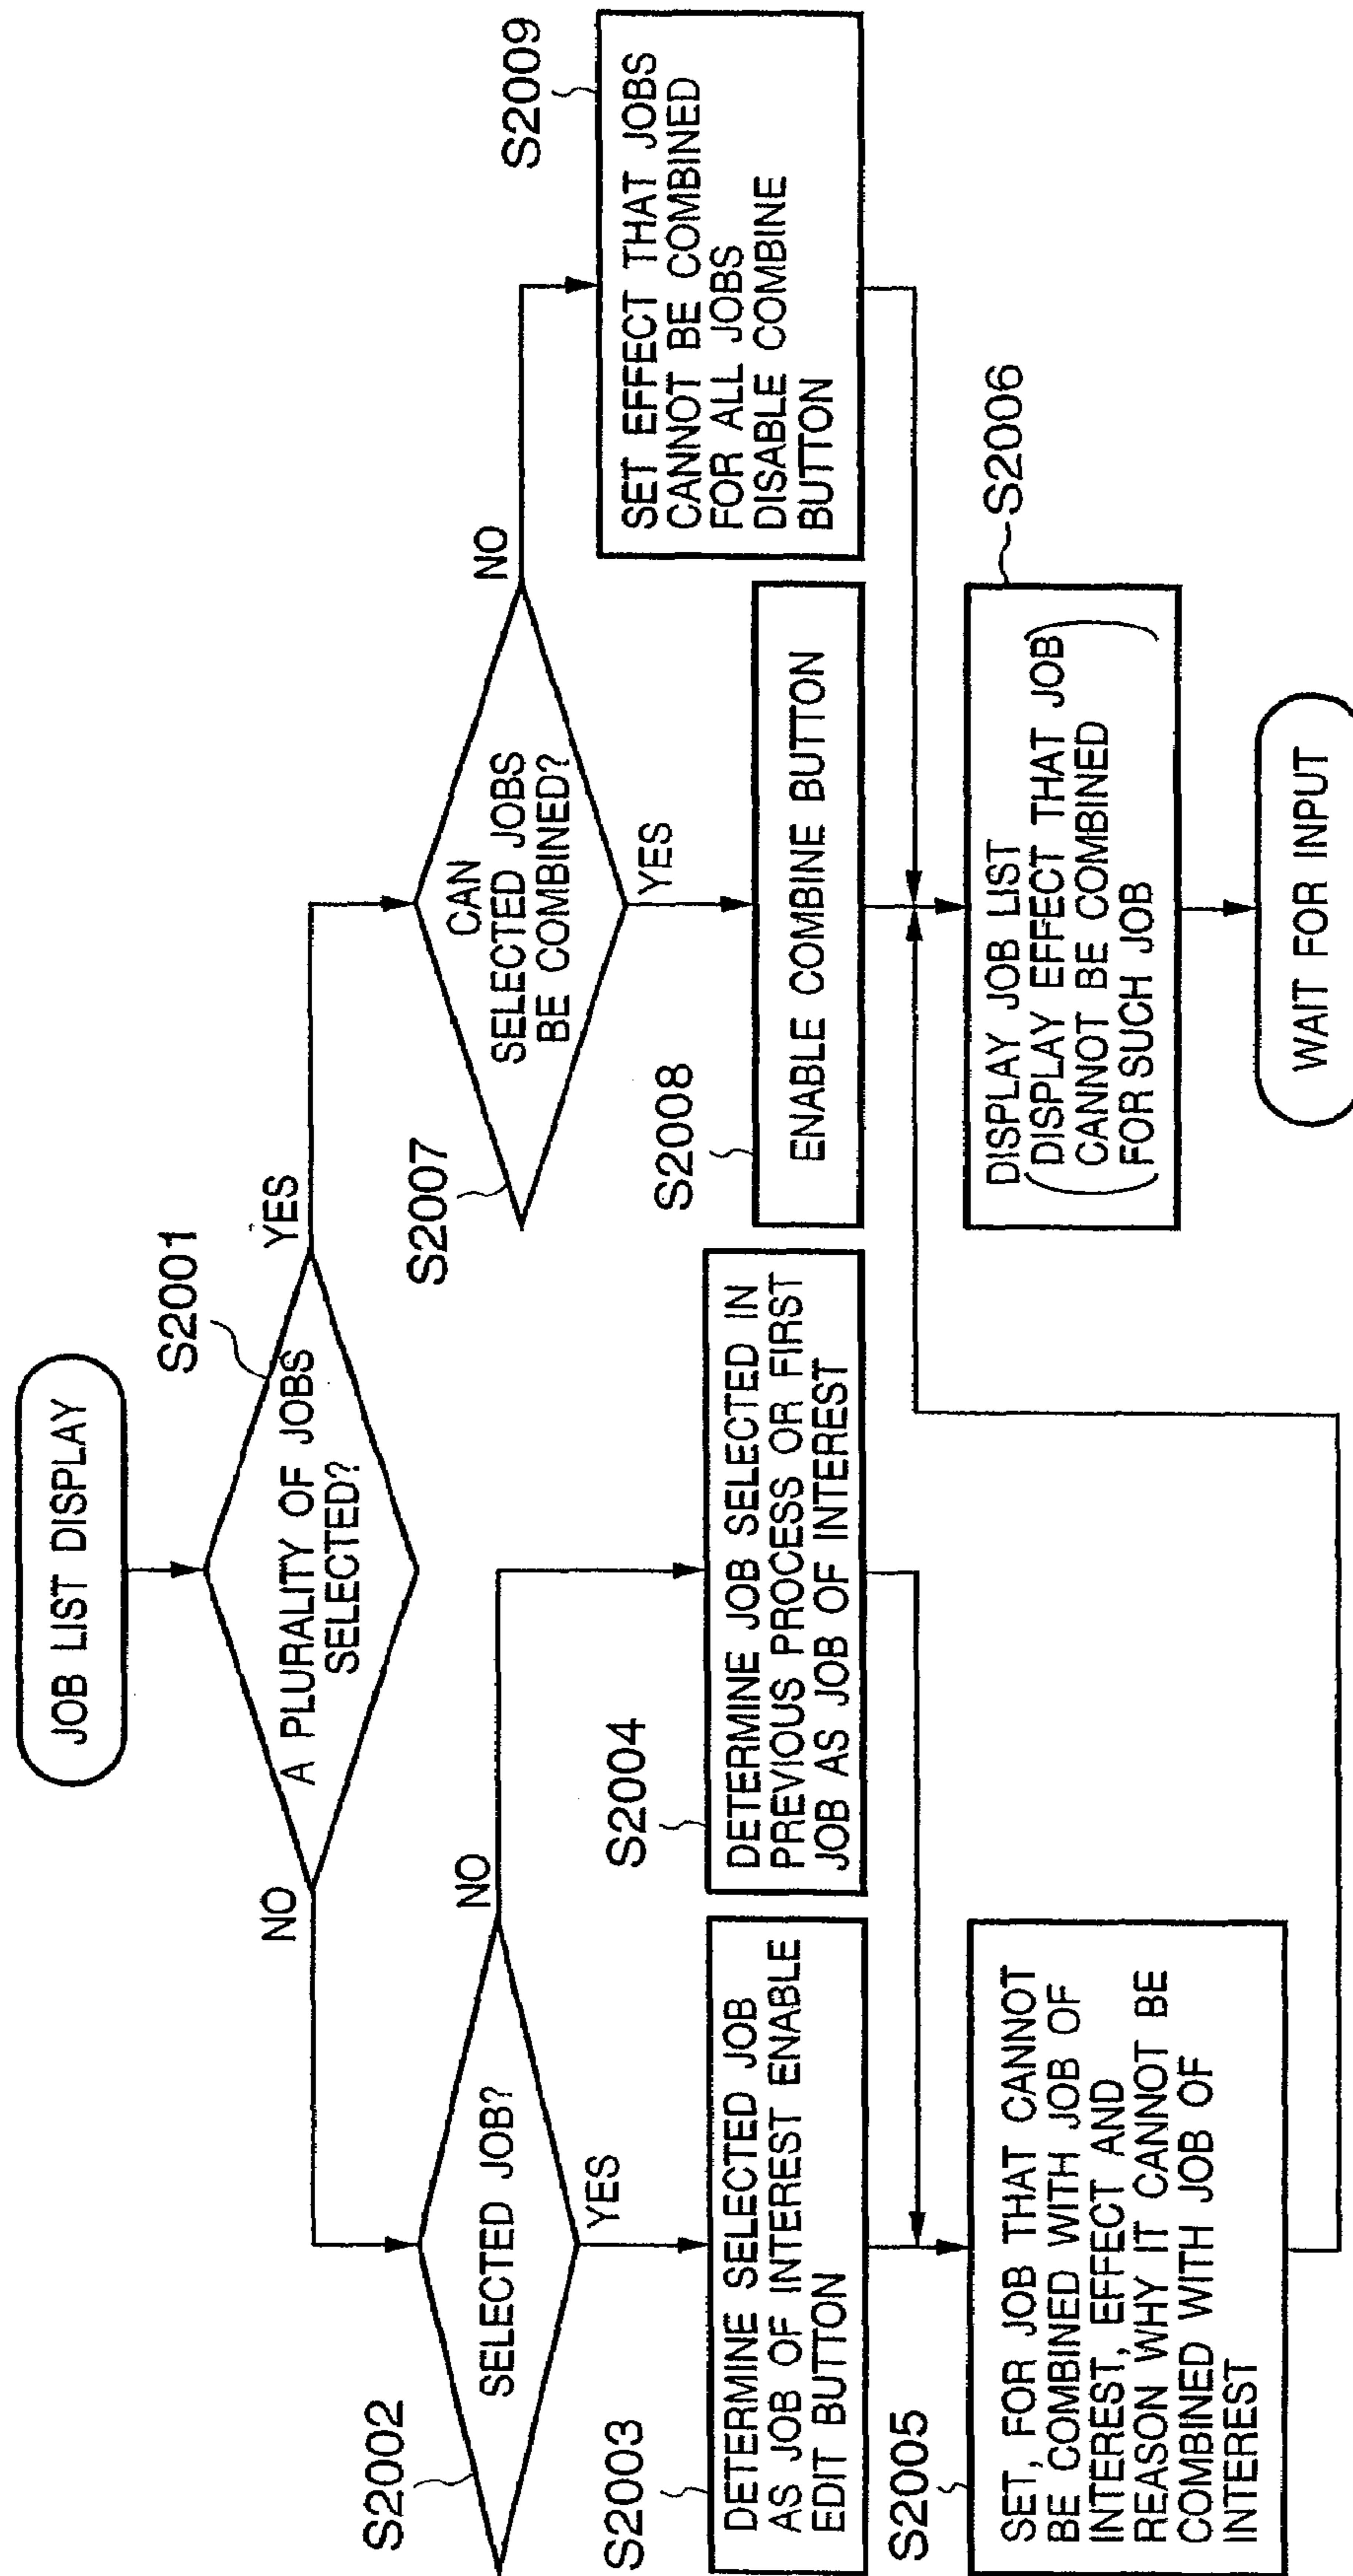 JOB LIST DISPLAY
S2001
A PLURALITY OF JOBS
SELECTED?
NO
YES
S2002
SELECTED JOB?
NO
YES
S2003
DETERMINE SELECTED JOB
AS JOB OF INTEREST ENABLE
EDIT BUTTON
S2004
DETERMINE JOB SELECTED IN
PREVIOUS PROCESS OR FIRST
JOB AS JOB OF INTEREST
S2005
SET, FOR JOB THAT CANNOT
BE COMBINED WITH JOB OF
INTEREST, EFFECT AND
REASON WHY IT CANNOT BE
COMBINED WITH JOB OF
INTEREST
S2007
CAN
SELECTED JOBS
BE COMBINED?
NO
YES
S2008
ENABLE COMBINE BUTTON
S2009
SET EFFECT THAT JOBS
CANNOT BE COMBINED
FOR ALL JOBS
DISABLE COMBINE
BUTTON
S2006
DISPLAY JOB LIST
(DISPLAY EFFECT THAT JOB
CANNOT BE COMBINED
FOR SUCH JOB)
WAIT FOR INPUT